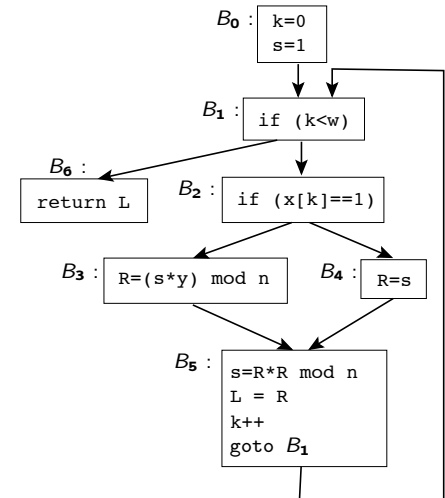 B0 : k=0
s=1
B1 : if (k<w)
B6 :
return L
B2 : if (x[k]==1)
B3 : R=(s*y) mod n
B4 : R=s
B5 : s=R*R mod n
L = R
k++
goto B1